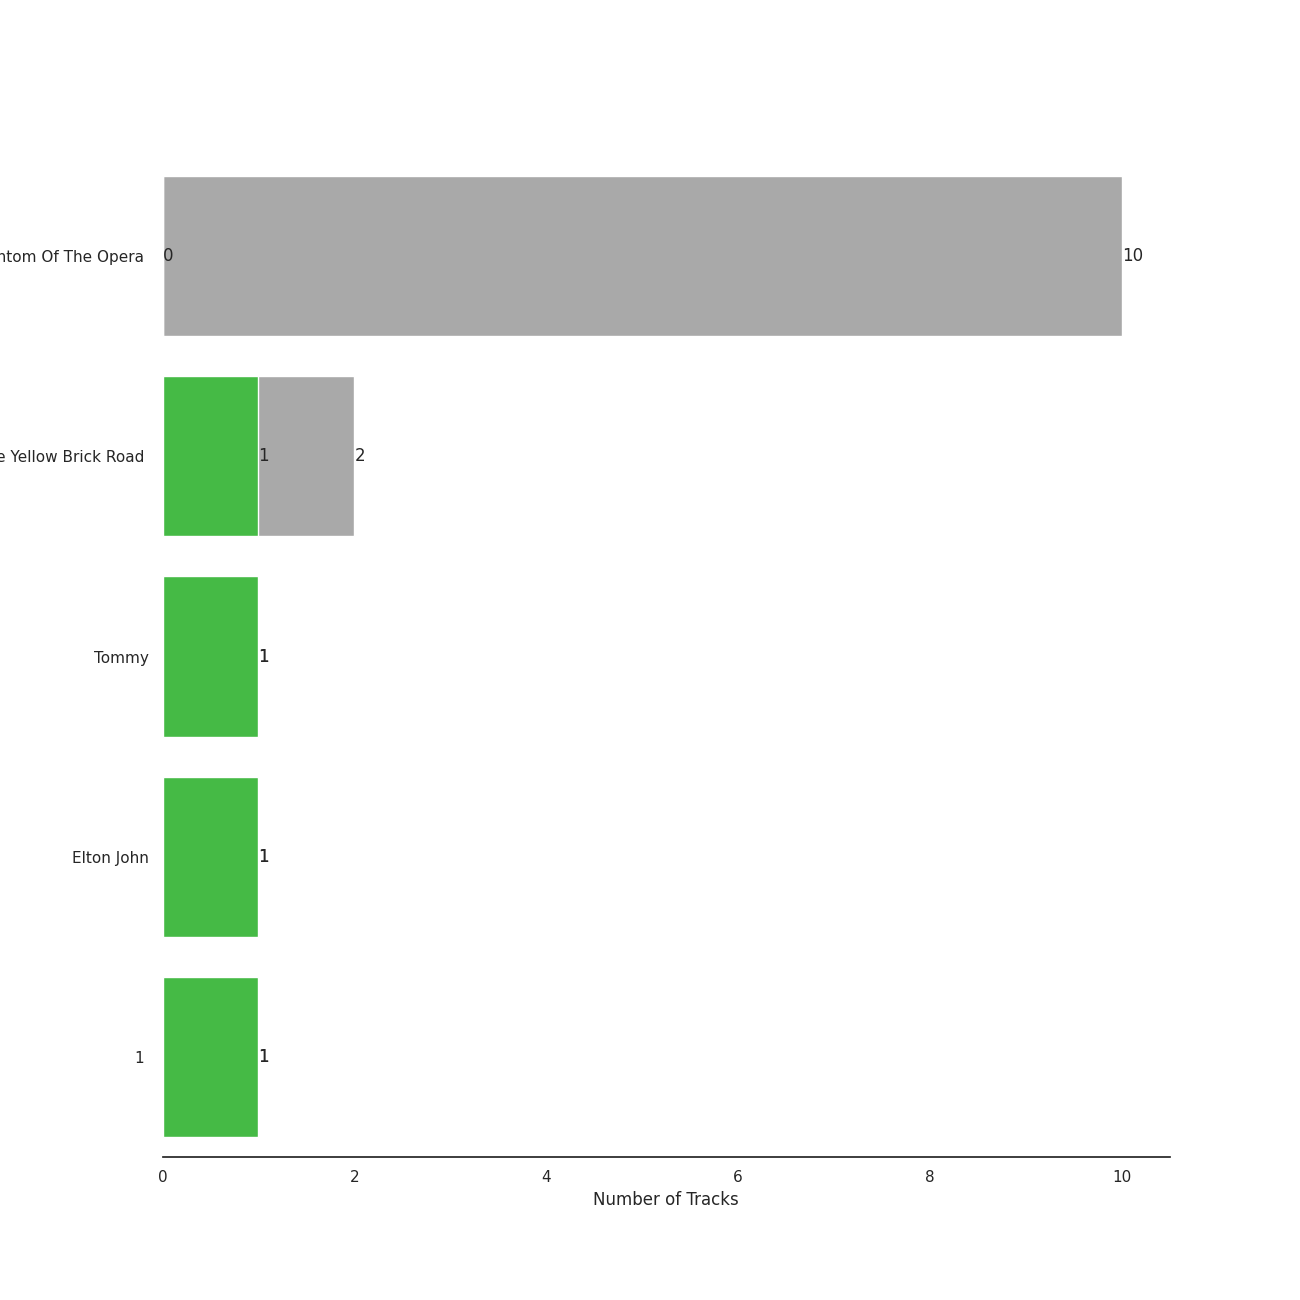 ntom Of The Opera 0 10
e Yellow Brick Road 1 2
Tommy 1
Elton John 1
1 1
0 2 4 6 8 10
Number of Tracks